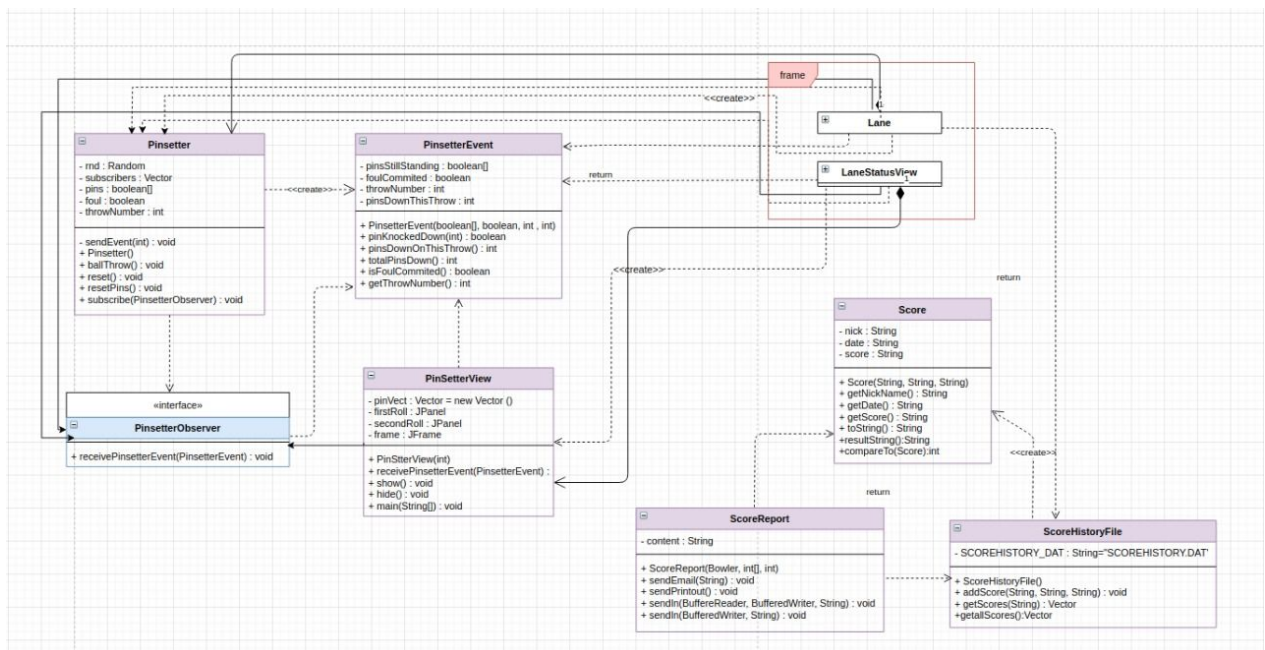 frame
<<create>>
Lane
1
LaneStatusView
1
Pinsetter
- rnd : Random
- subscribers : Vector
- pins : boolean[]
- foul : boolean
- throwNumber : int
- sendEvent(int) : void
+ Pinsetter()
+ ballThrow() : void
+ reset() : void
+ resetPins() : void
+ subscribe(PinsetterObserver) : void
<<create>>
PinsetterEvent
- pinsStillStanding : boolean[]
- foulCommited : boolean
- throwNumber : int
- pinsDownThisThrow : int
+ PinsetterEvent(boolean[], boolean, int , int)
+ pinKnockedDown(int) : boolean
+ pinsDownOnThisThrow() : int
+ totalPinsDown() : int
+ isFoulCommited() : boolean
+ getThrowNumber() : int
return
<<create>>
return
Score
- nick : String
- date : String
- score : String
+ Score(String, String, String)
+ getNickName() : String
+ getDate() : String
+ getScore() : String
+ toString() : String
+resultString():String
+compareTo(Score):int
«interface»
PinsetterObserver
+ receivePinsetterEvent(PinsetterEvent) : void
PinSetterView
- pinVect : Vector = new Vector ()
- firstRoll : JPanel
- secondRoll : JPanel
- frame : JFrame
+ PinStterView(int)
+ receivePinsetterEvent(PinsetterEvent) :
+ show() : void
+ hide() : void
+ main(String[]) : void
<<create>>
return
ScoreReport
- content : String
+ ScoreReport(Bowler, int[], int)
+ sendEmail(String) : void
+ sendPrintout() : void
+ sendIn(BuffereReader, BufferedWriter, String) : void
+ sendIn(BufferedWriter, String) : void
ScoreHistoryFile
- SCOREHISTORY_DAT : String="SCOREHISTORY.DAT'
+ ScoreHistoryFile()
+ addScore(String, String, String) : void
+ getScores(String) : Vector
+getallScores():Vector